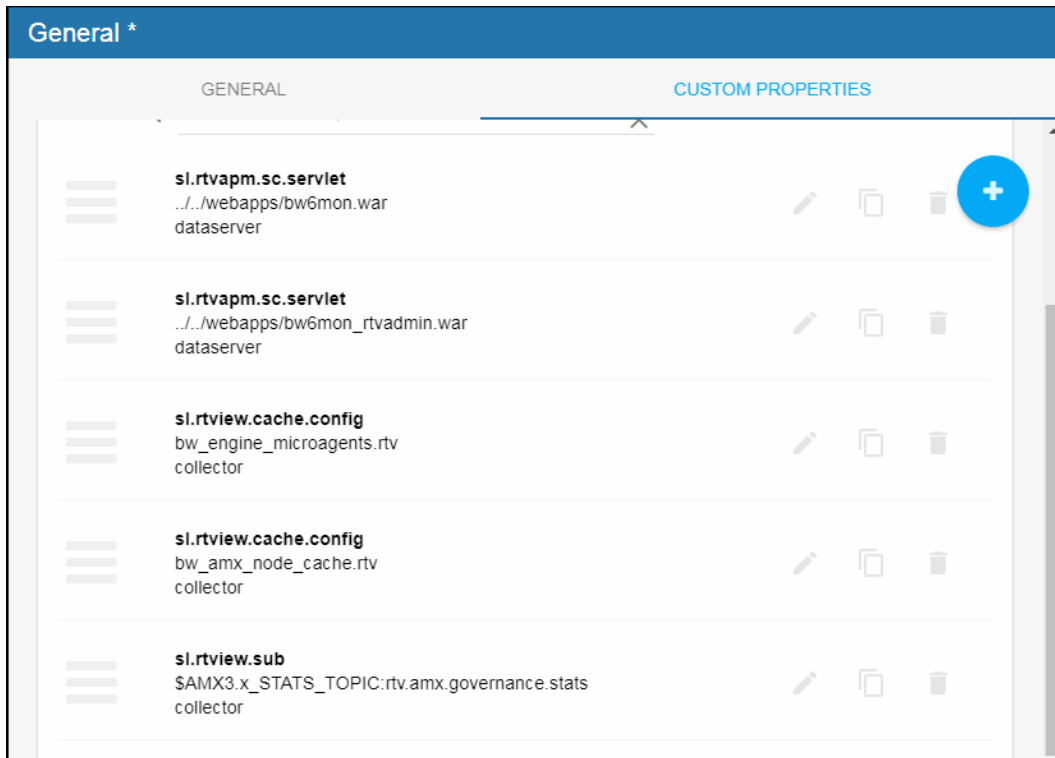 General *
GENERAL
CUSTOM PROPERTIES
sl.rtvapm.sc.servlet
../../webapps/bw6mon.war
dataserver
sl.rtvapm.sc.servlet
../../webapps/bw6mon_rtvadmin.war
dataserver
sl.rtview.cache.config
bw_engine_microagents.rtv
collector
sl.rtview.cache.config
bw_amx_node_cache.rtv
collector
sl.rtview.sub
$AMX3.x_STATS_TOPIC:rtv.amx.governance.stats
collector